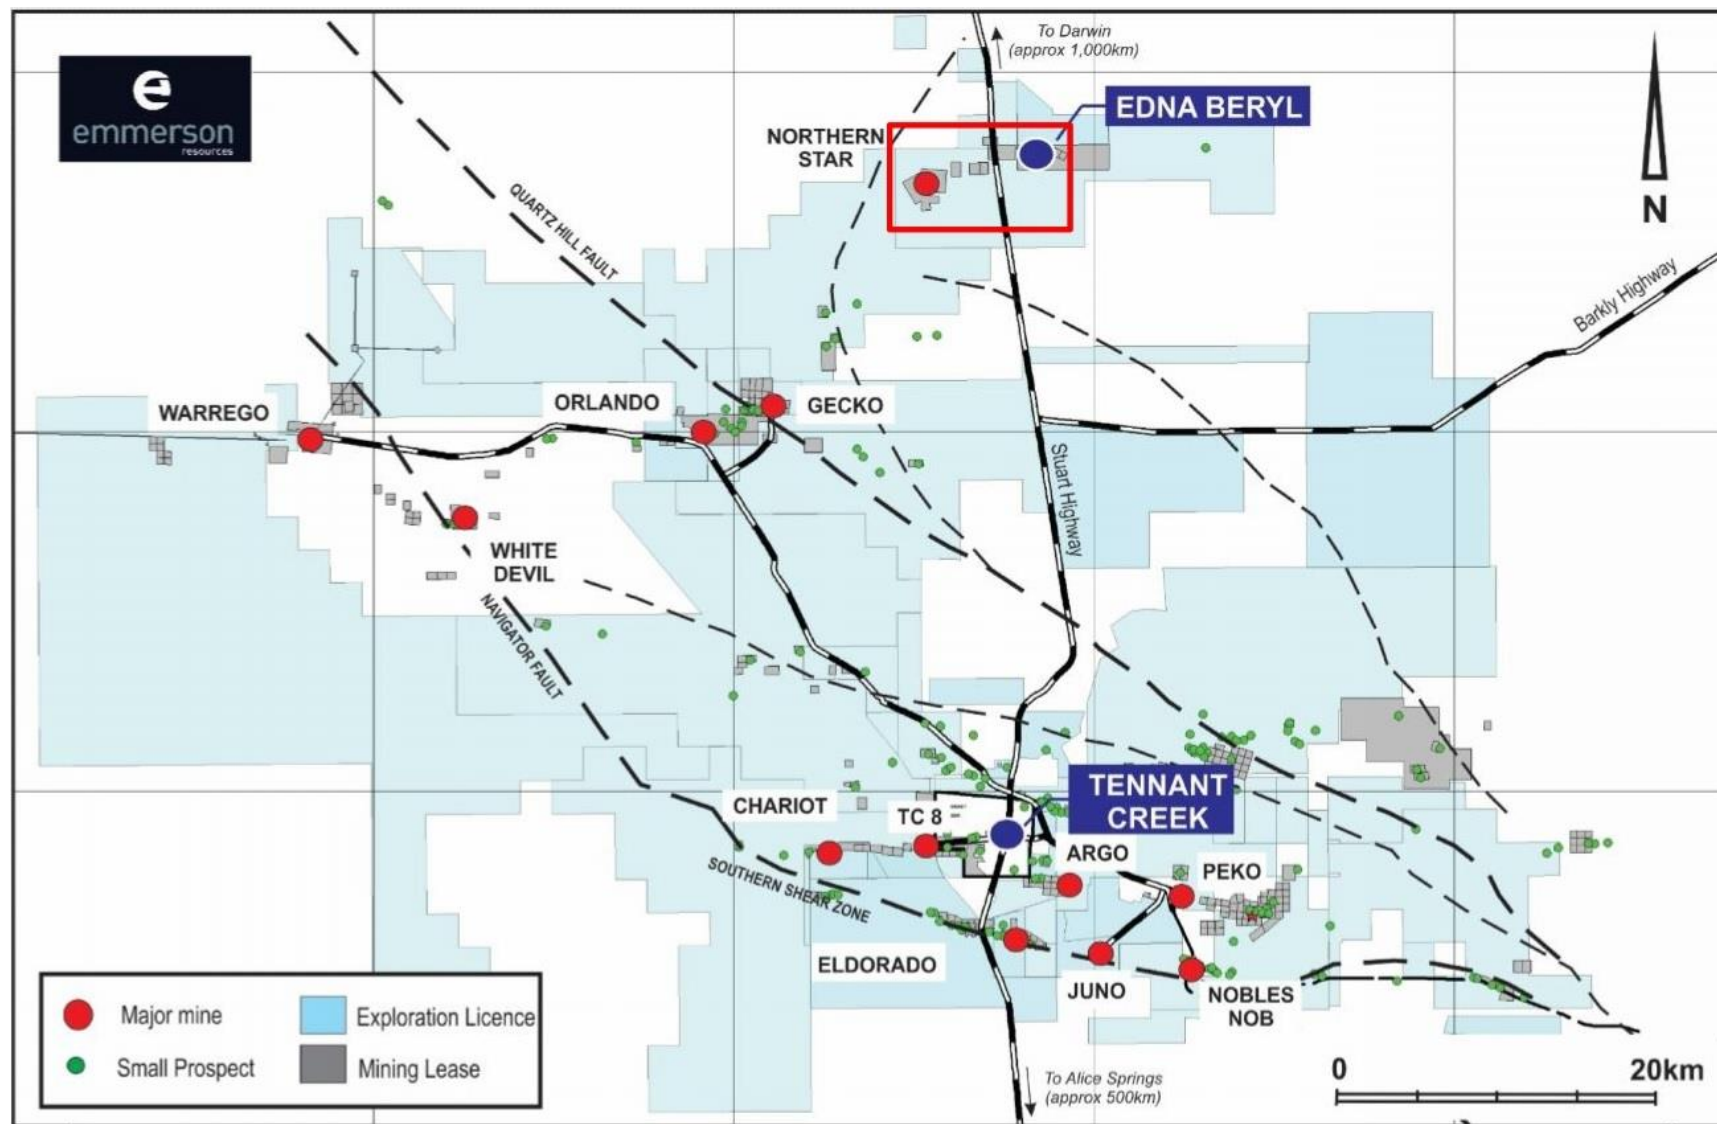 e
emmerson
resources
To Darwin
(approx 1,000km)
EDNA BERYL
NORTHERN
STAR
N
QUARTZ HILL FAULT
Barkly Highway
WARREGO
ORLANDO
GECKO
Stuart Highway
WHITE
DEVIL
NAVIGATOR FAULT
TENNANT
CREEK
CHARIOT
TC 8
ARGO
SOUTHERN SHEAR ZONE
PEKO
ELDORADO
JUNO
NOBLES
NOB
Major mine
Exploration Licence
Small Prospect
Mining Lease
To Alice Springs
(approx 500km)
0 20km